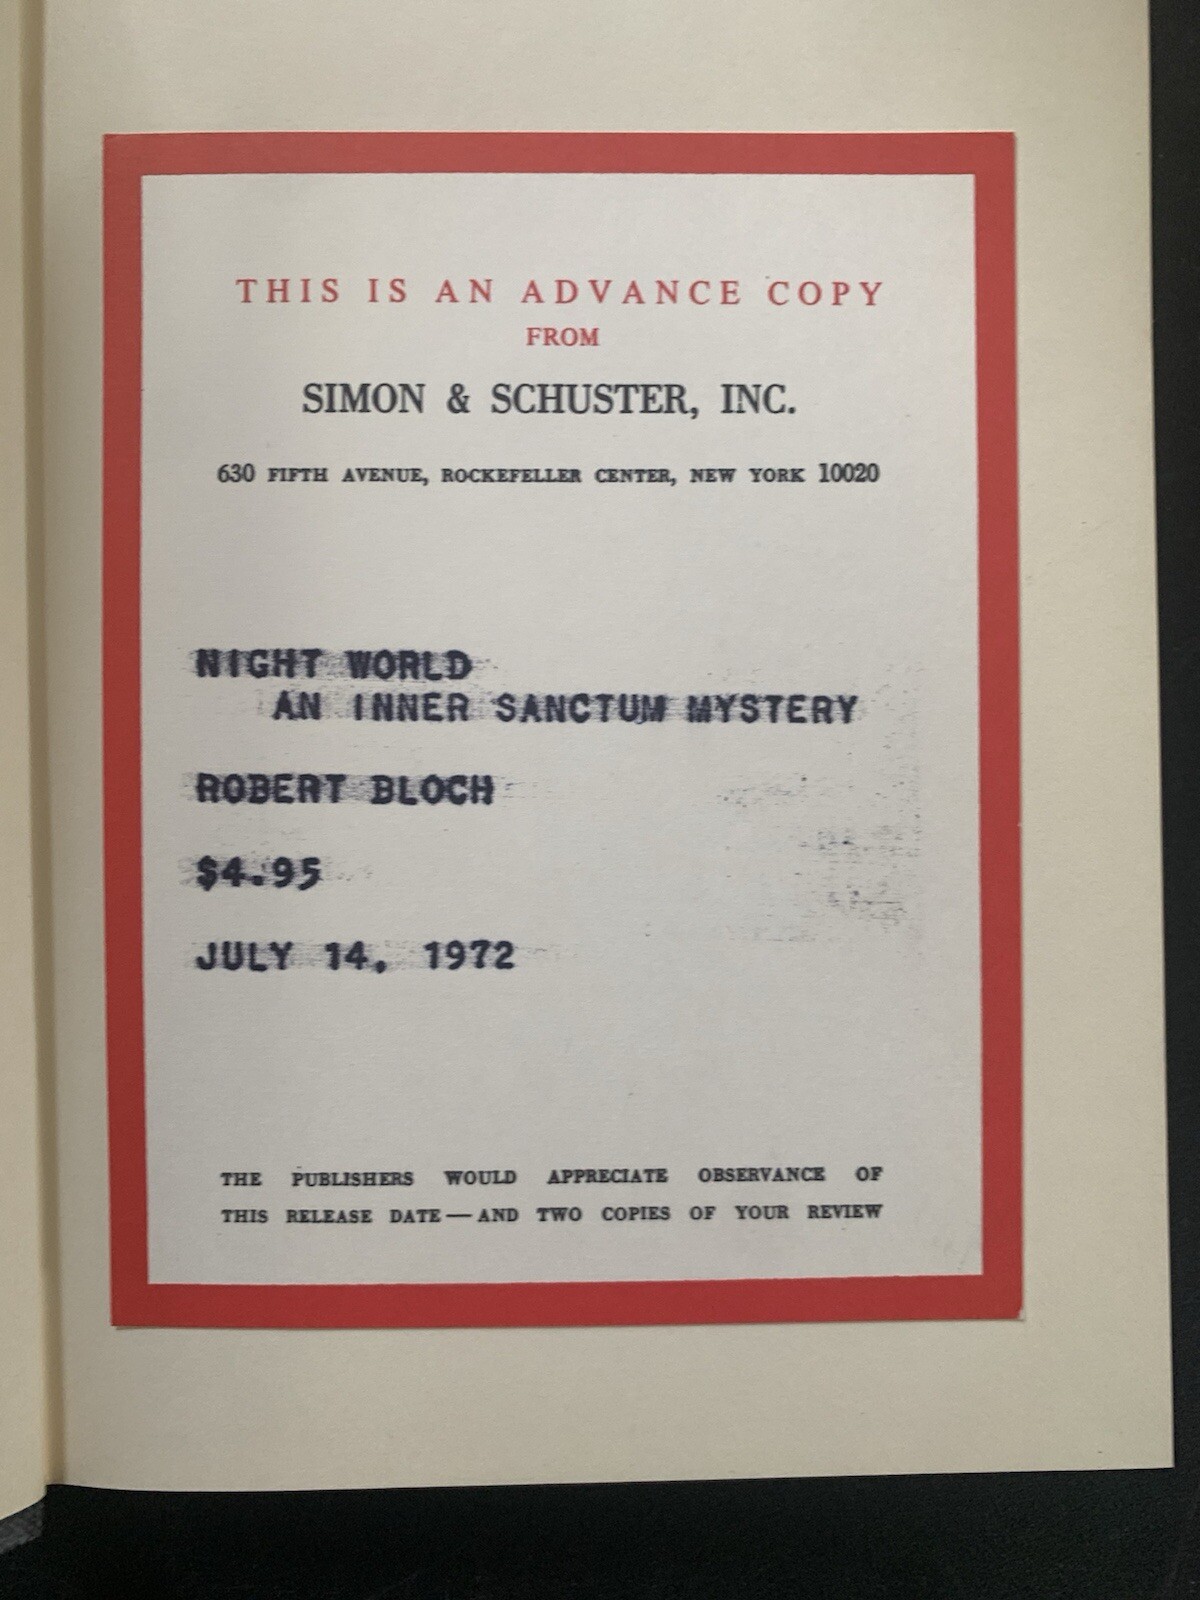 THIS IS AN ADVANCE COPY
FROM
SIMON & SCHUSTER, INC.
630 FIFTH AVENUE, ROCKEFELLER CENTER, NEW YORK 10020
NIGHT WORLD
AN INNER SANCTUM MYSTERY
ROBERT BLOCH
$4.95
JULY 14, 1972
THE PUBLISHERS WOULD APPRECIATE OBSERVANCE OF
THIS RELEASE DATE — AND TWO COPIES OF YOUR REVIEW